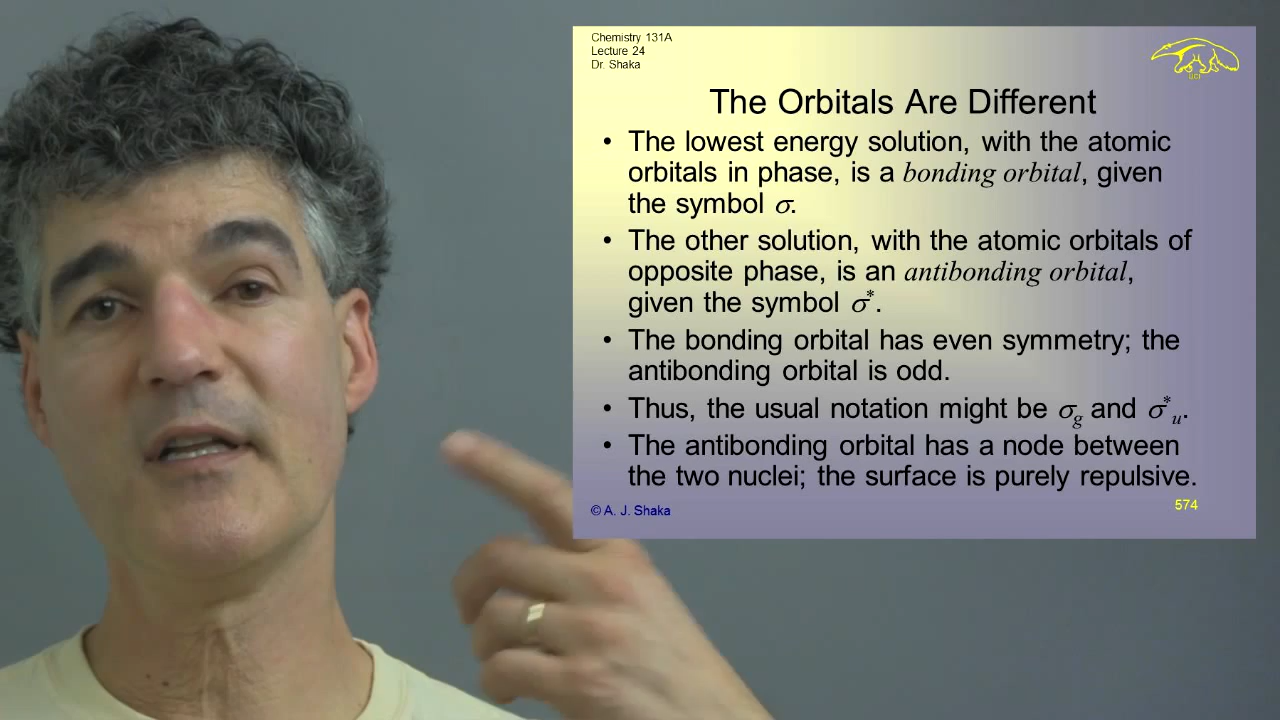 Chemistry 131A
Lecture 24
Dr. Shaka
UCI
The Orbitals Are Different
• The lowest energy solution, with the atomic
orbitals in phase, is a bonding orbital, given
the symbol σ.
• The other solution, with the atomic orbitals of
opposite phase, is an antibonding orbital,
given the symbol σ*.
• The bonding orbital has even symmetry; the
antibonding orbital is odd.
• Thus, the usual notation might be σg and σ*u.
• The antibonding orbital has a node between
the two nuclei; the surface is purely repulsive.
© A. J. Shaka
574